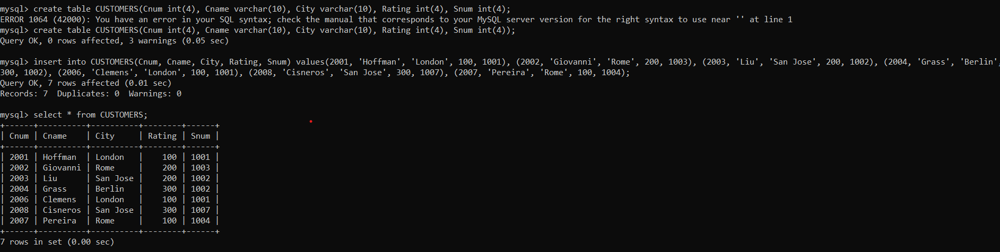 mysql> create table CUSTOMERS(Cnum int(4), Cname varchar(10), City varchar(10), Rating int(4), Snum int(4);
ERROR 1064 (42000): You have an error in your SQL syntax; check the manual that corresponds to your MySQL server version for the right syntax to use near '' at line 1
mysql> create table CUSTOMERS(Cnum int(4), Cname varchar(10), City varchar(10), Rating int(4), Snum int(4));
Query OK, 0 rows affected, 3 warnings (0.05 sec)

mysql> insert into CUSTOMERS(Cnum, Cname, City, Rating, Snum) values(2001, 'Hoffman', 'London', 100, 1001), (2002, 'Giovanni', 'Rome', 200, 1003), (2003, 'Liu', 'San Jose', 200, 1002), (2004, 'Grass', 'Berlin',
300, 1002), (2006, 'Clemens', 'London', 100, 1001), (2008, 'Cisneros', 'San Jose', 300, 1007), (2007, 'Pereira', 'Rome', 100, 1004);
Query OK, 7 rows affected (0.01 sec)
Records: 7  Duplicates: 0  Warnings: 0

mysql> select * from CUSTOMERS;
+------+----------+----------+--------+------+
| Cnum | Cname    | City     | Rating | Snum |
+------+----------+----------+--------+------+
| 2001 | Hoffman  | London   |    100 | 1001 |
| 2002 | Giovanni | Rome     |    200 | 1003 |
| 2003 | Liu      | San Jose |    200 | 1002 |
| 2004 | Grass    | Berlin   |    300 | 1002 |
| 2006 | Clemens  | London   |    100 | 1001 |
| 2008 | Cisneros | San Jose |    300 | 1007 |
| 2007 | Pereira  | Rome     |    100 | 1004 |
+------+----------+----------+--------+------+
7 rows in set (0.00 sec)